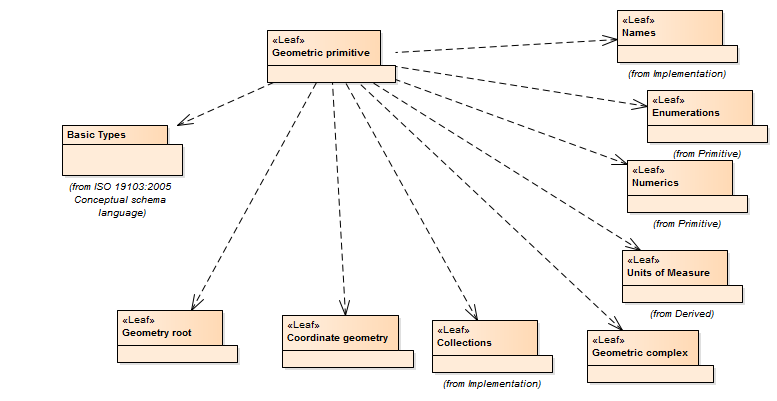 «Leaf»
Names
(from Implementation)
«Leaf»
Geometric primitive
«Leaf»
Enumerations
(from Primitive)
Basic Types
(from ISO 19103:2005
Conceptual schema
language)
«Leaf»
Numerics
(from Primitive)
«Leaf»
Units of Measure
(from Derived)
«Leaf»
Geometry root
«Leaf»
Coordinate geometry
«Leaf»
Collections
(from Implementation)
«Leaf»
Geometric complex